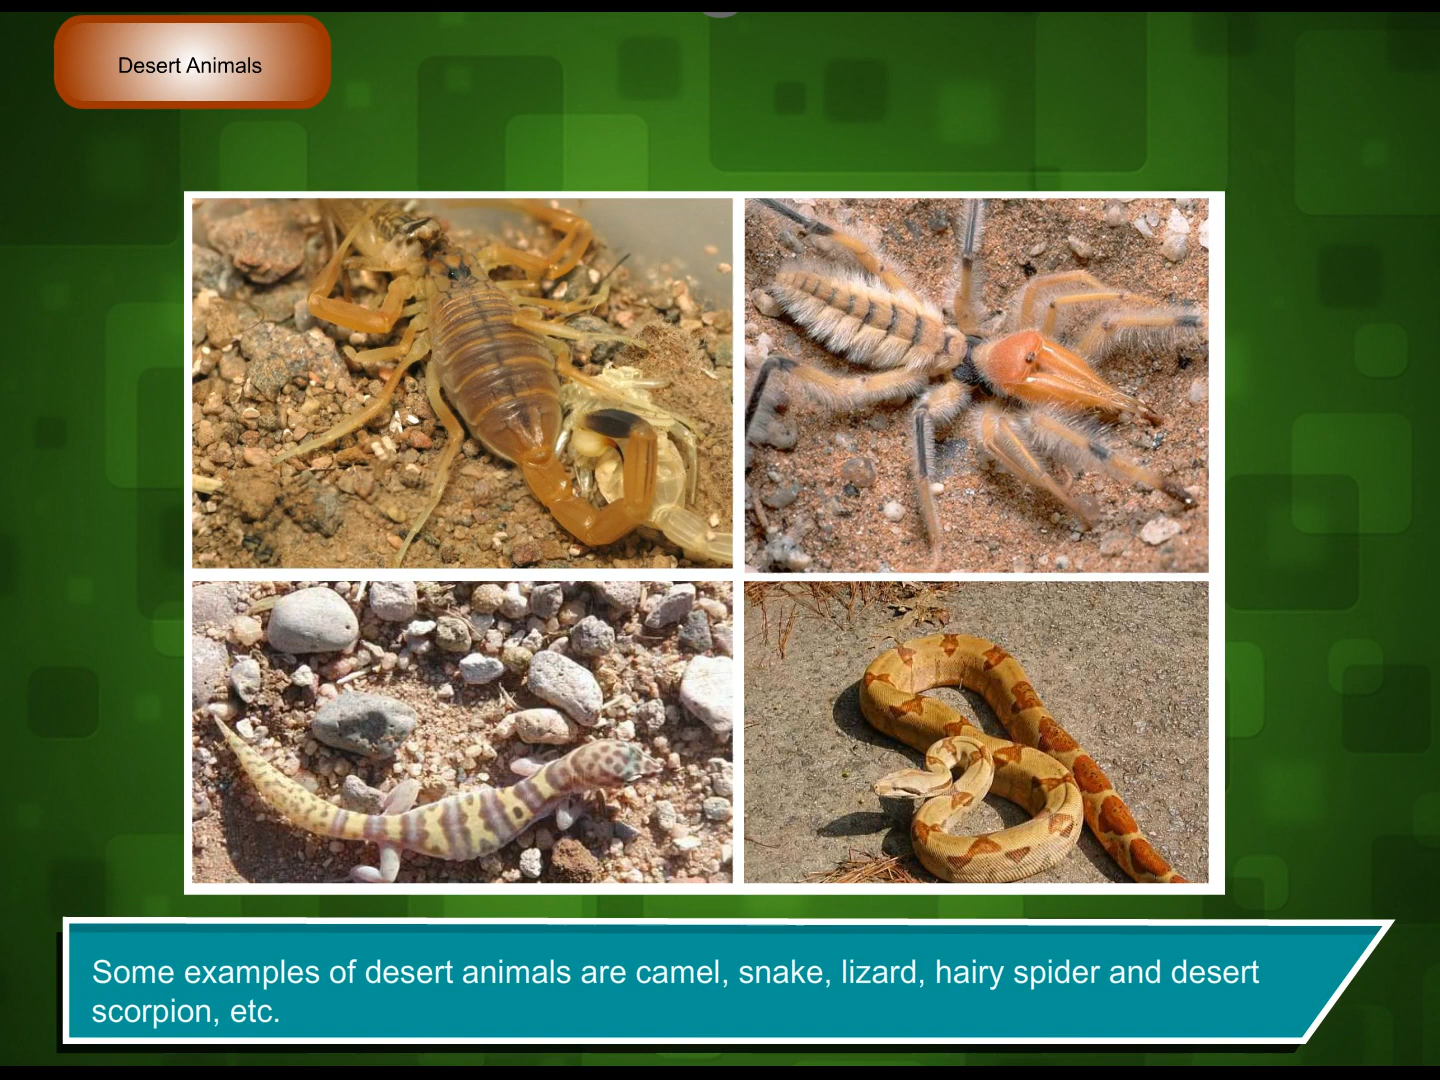 Desert Animals
Some examples of desert animals are camel, snake, lizard, hairy spider and desert
scorpion, etc.